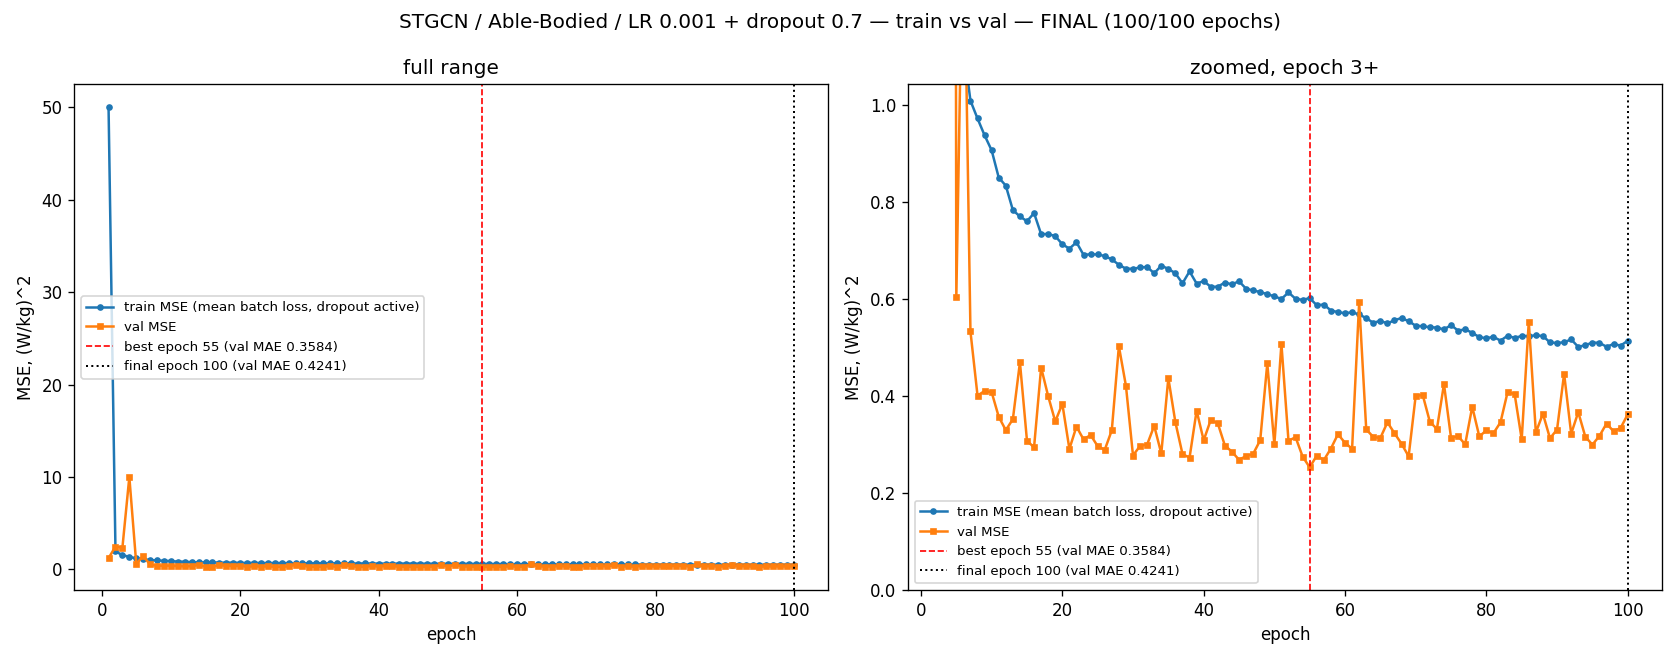 STGCN / Able-Bodied / LR 0.001 + dropout 0.7 — train vs val — FINAL (100/100 epochs)
full range
MSE, (W/kg)^2
50
40
30
20
10
0
train MSE (mean batch loss, dropout active)
val MSE
best epoch 55 (val MAE 0.3584)
final epoch 100 (val MAE 0.4241)
0 20 40 60 80 100
epoch
zoomed, epoch 3+
MSE, (W/kg)^2
1.0
0.8
0.6
0.4
0.2
0.0
train MSE (mean batch loss, dropout active)
val MSE
best epoch 55 (val MAE 0.3584)
final epoch 100 (val MAE 0.4241)
0 20 40 60 80 100
epoch